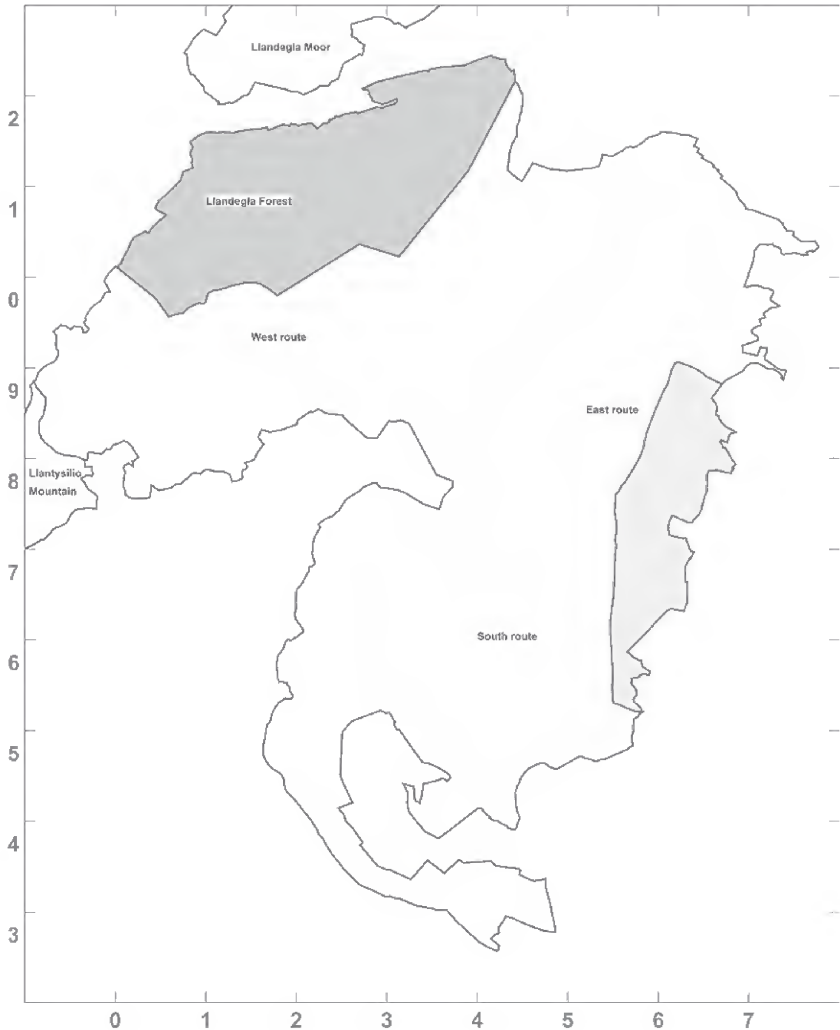 Llandegla Moor
2
1
Llandegla Forest
0
West route
9
East route
Llantysilio
Mountain
8
7
South route
6
5
4
3
0 1 2 3 4 5 6 7